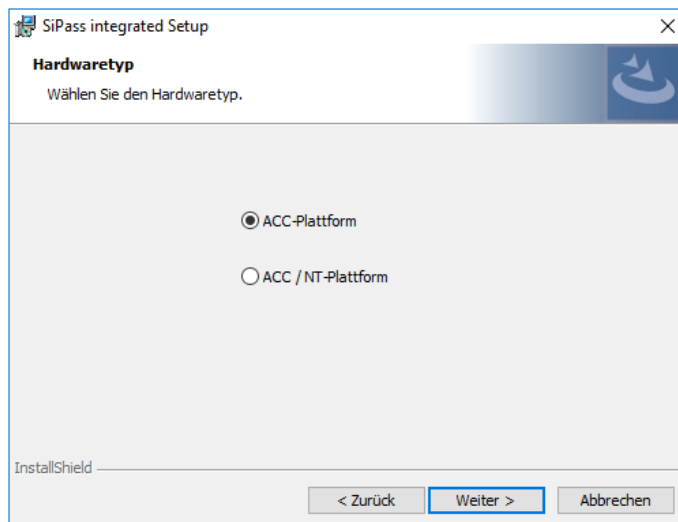 SiPass integrated Setup
Hardwaretyp
Wählen Sie den Hardwaretyp.
ACC-Plattform
ACC / NT-Plattform
InstallShield
< Zurück Weiter > Abbrechen